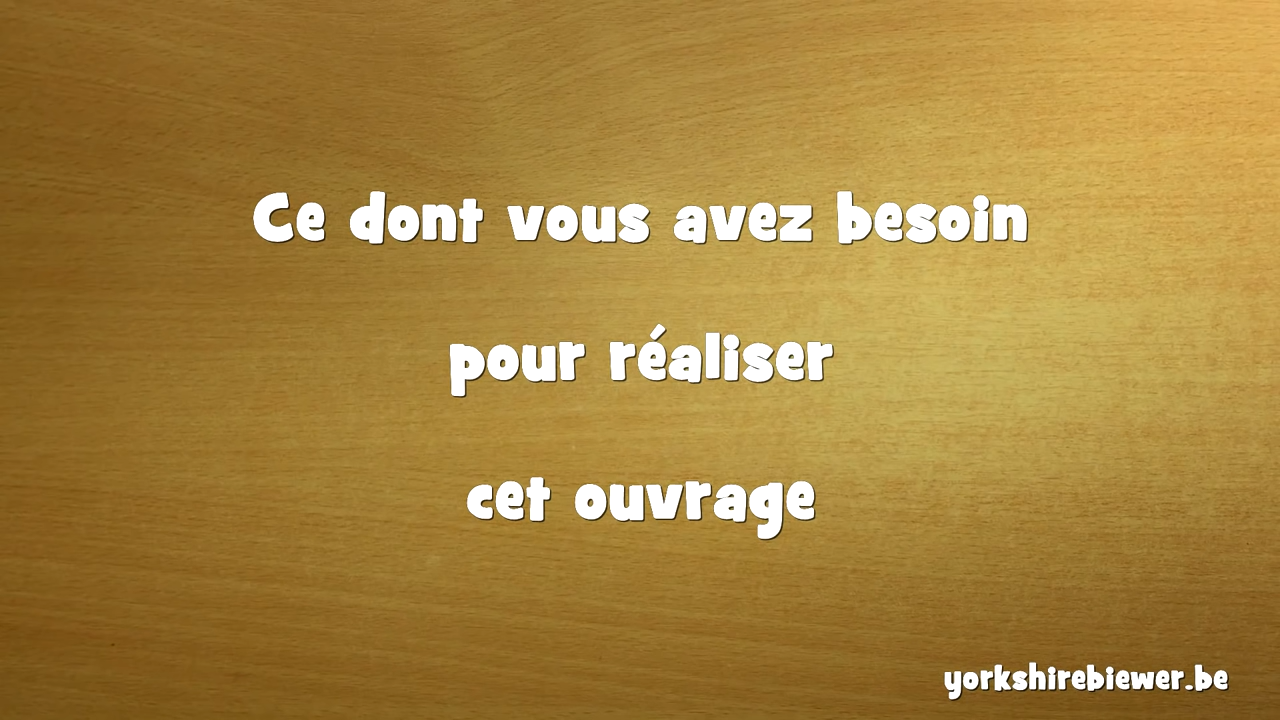 Ce dont vous avez besoin
pour réaliser
cet ouvrage
yorkshirebiewer.be